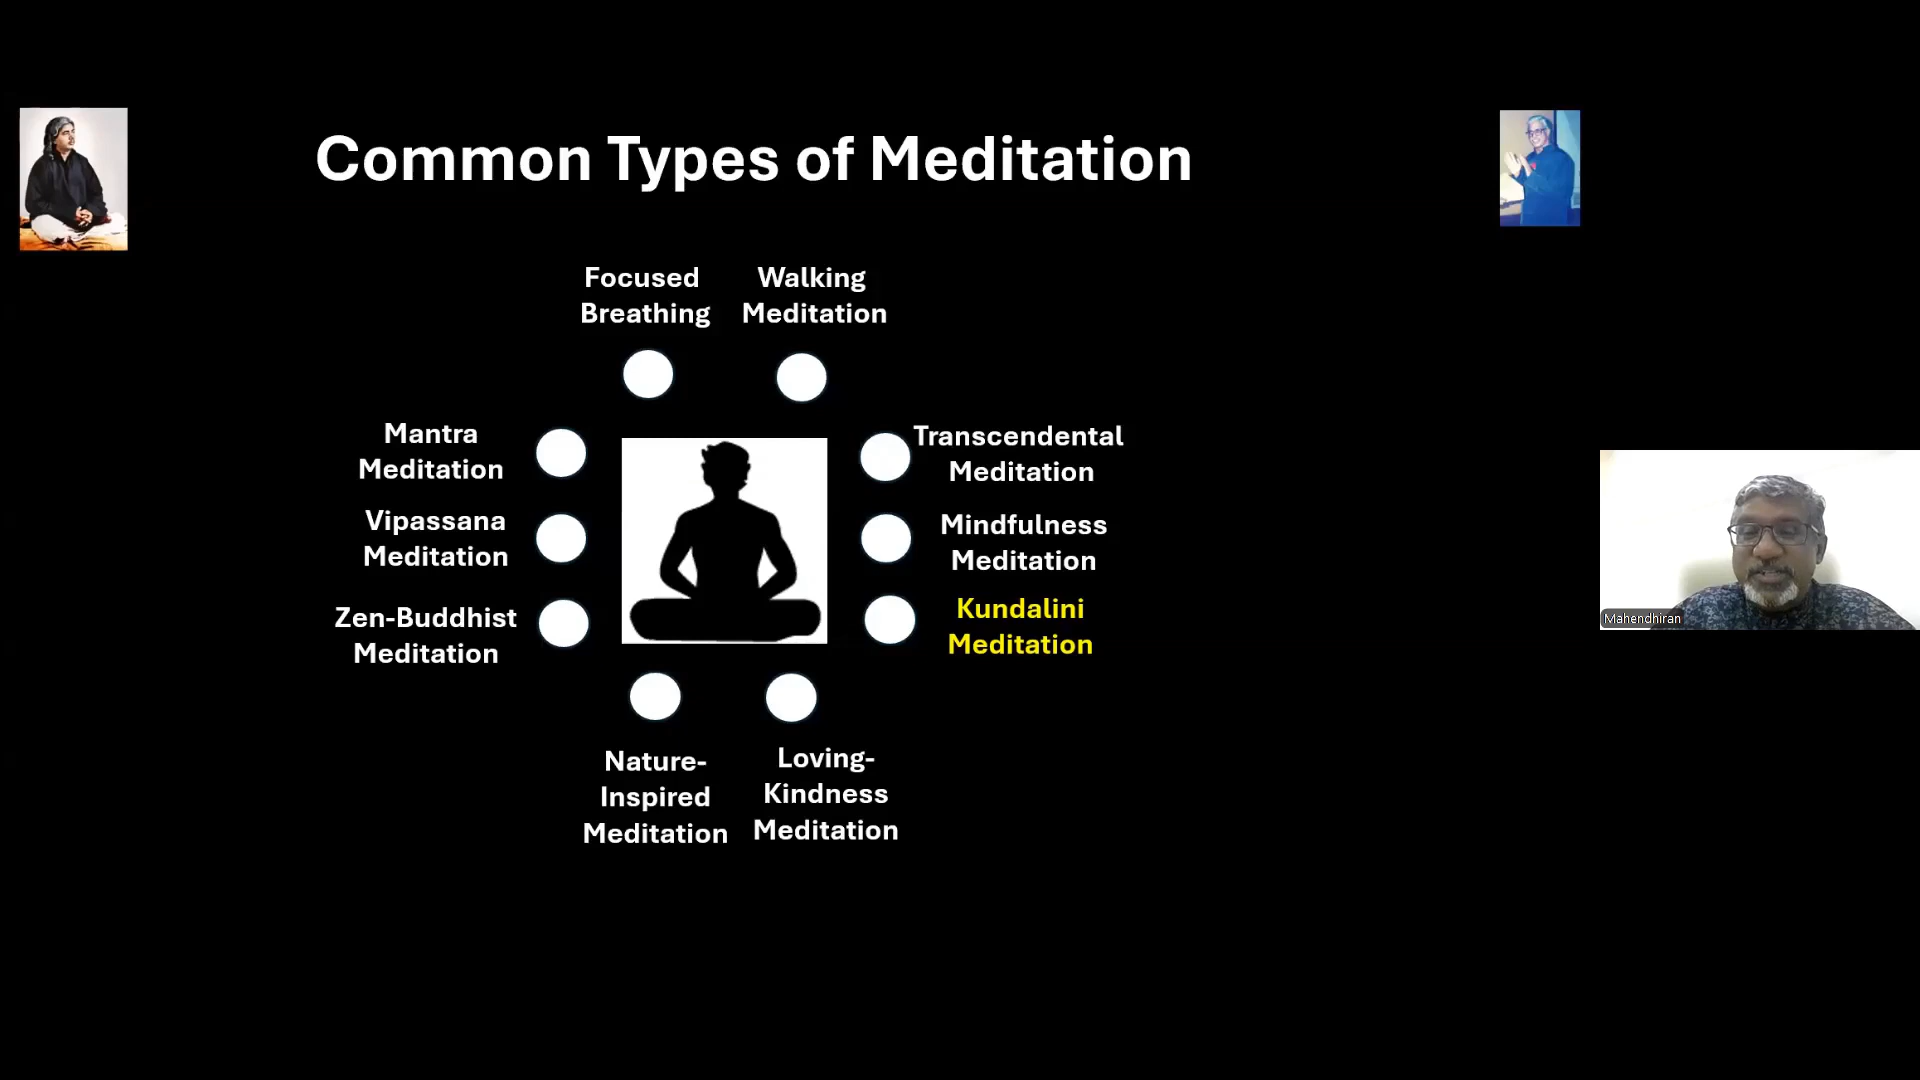 Common Types of Meditation
Focused
Breathing
Walking
Meditation
Mantra
Meditation
Transcendental
Meditation
Vipassana
Meditation
Mindfulness
Meditation
Zen-Buddhist
Meditation
Kundalini
Meditation
Nature-
Inspired
Meditation
Loving-
Kindness
Meditation
Mahendhiran